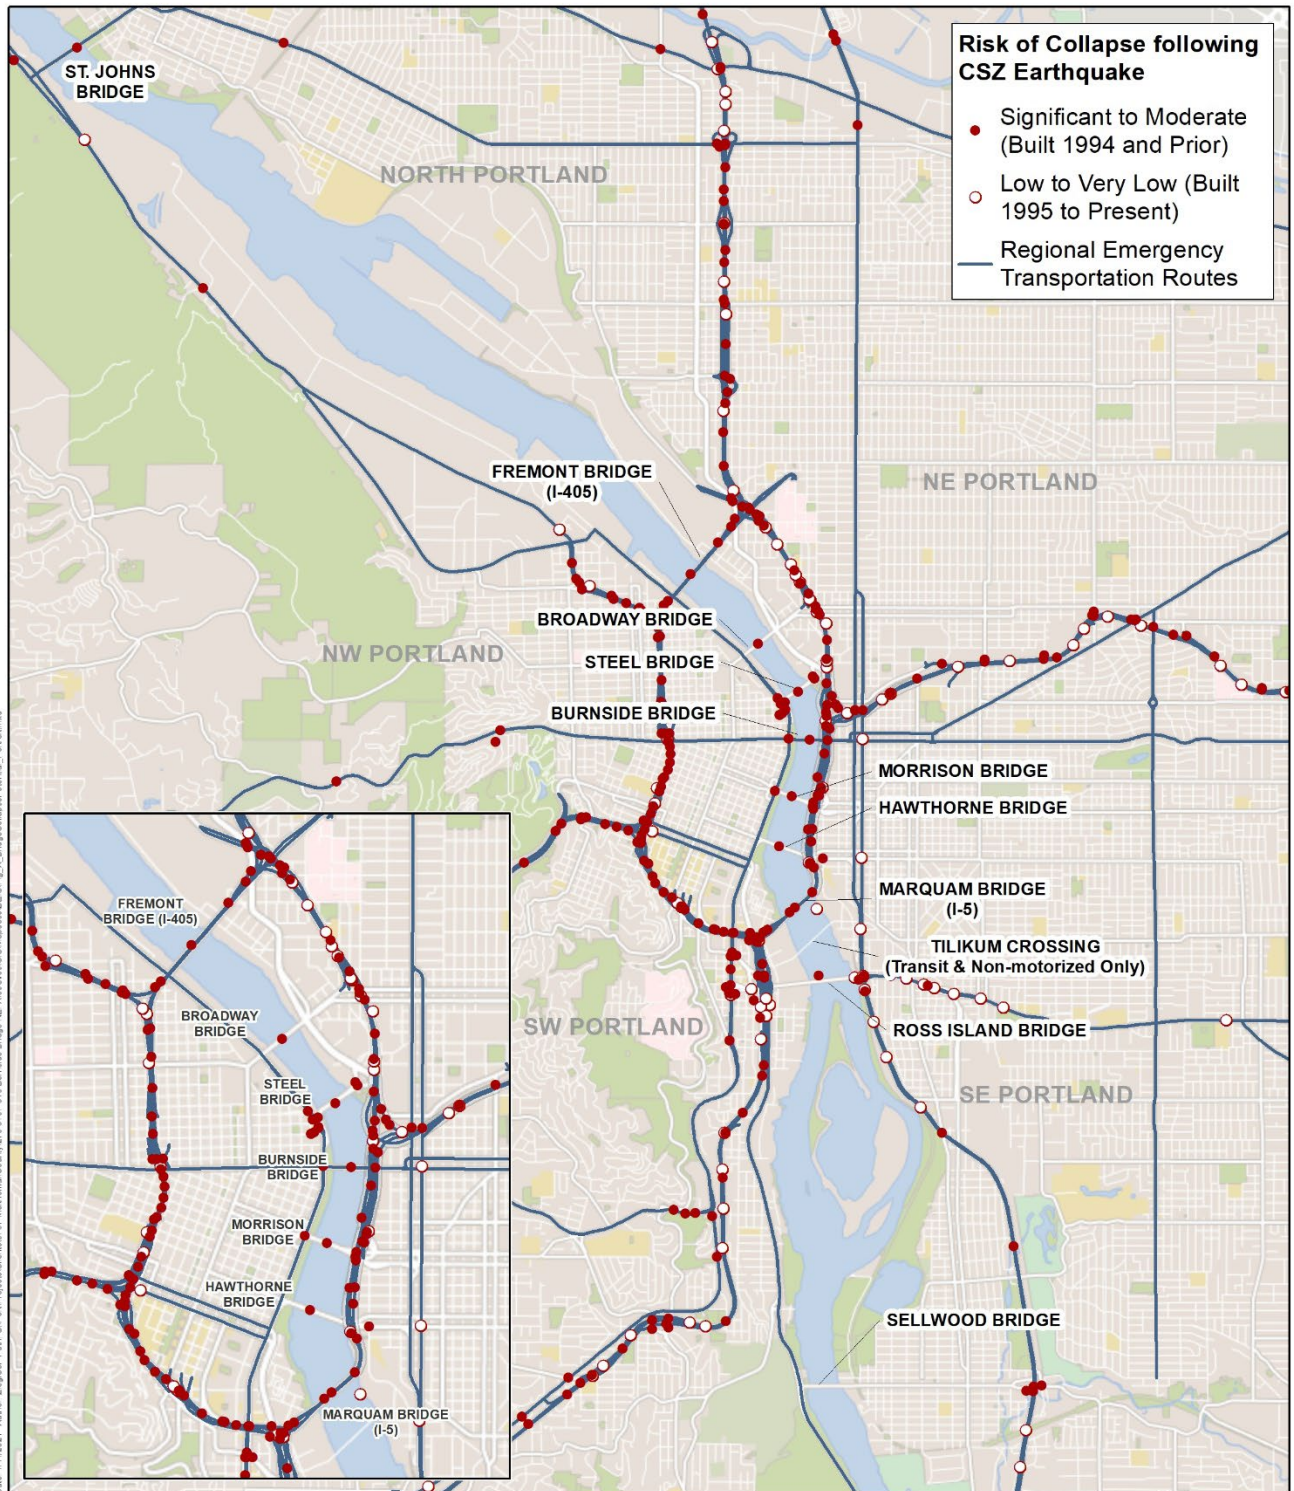 Risk of Collapse following
CSZ Earthquake
Significant to Moderate
(Built 1994 and Prior)
Low to Very Low (Built
1995 to Present)
Regional Emergency
Transportation Routes
ST. JOHNS
BRIDGE
NORTH PORTLAND
FREMONT BRIDGE
(I-405)
NE PORTLAND
BROADWAY BRIDGE
NW PORTLAND
STEEL BRIDGE
BURNSIDE BRIDGE
MORRISON BRIDGE
HAWTHORNE BRIDGE
MARQUAM BRIDGE
(I-5)
TILIKUM CROSSING
(Transit & Non-motorized Only)
SW PORTLAND
ROSS ISLAND BRIDGE
SE PORTLAND
SELLWOOD BRIDGE
FREMONT
BRIDGE (I-405)
BROADWAY
BRIDGE
STEEL
BRIDGE
BURNSIDE
BRIDGE
MORRISON
BRIDGE
HAWTHORNE
BRIDGE
MARQUAM BRIDGE
(I-5)